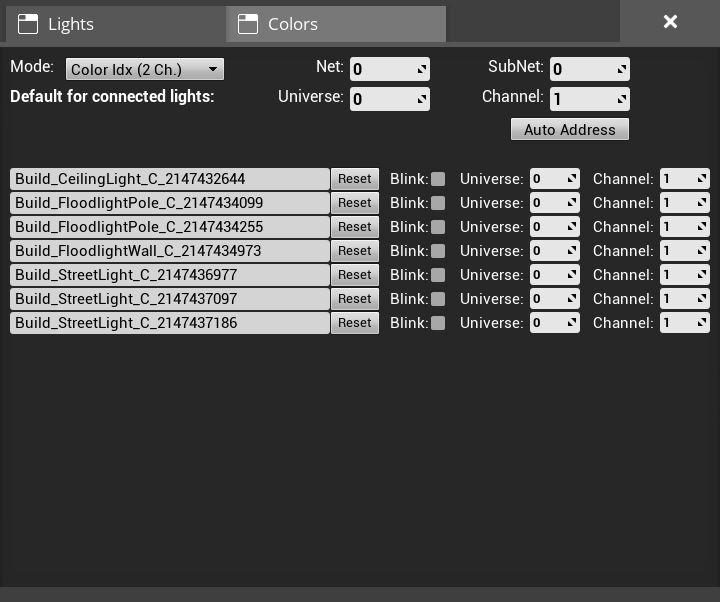 Lights Colors
Mode: Color Idx (2 Ch.) Net: 0 SubNet: 0
Default for connected lights: Universe: 0 Channel: 1
Auto Address
Build_CeilingLight_C_2147432644 Reset Blink: Universe: 0 Channel: 1
Build_FloodlightPole_C_2147434099 Reset Blink: Universe: 0 Channel: 1
Build_FloodlightPole_C_2147434255 Reset Blink: Universe: 0 Channel: 1
Build_FloodlightWall_C_2147434973 Reset Blink: Universe: 0 Channel: 1
Build_StreetLight_C_2147436977 Reset Blink: Universe: 0 Channel: 1
Build_StreetLight_C_2147437097 Reset Blink: Universe: 0 Channel: 1
Build_StreetLight_C_2147437186 Reset Blink: Universe: 0 Channel: 1